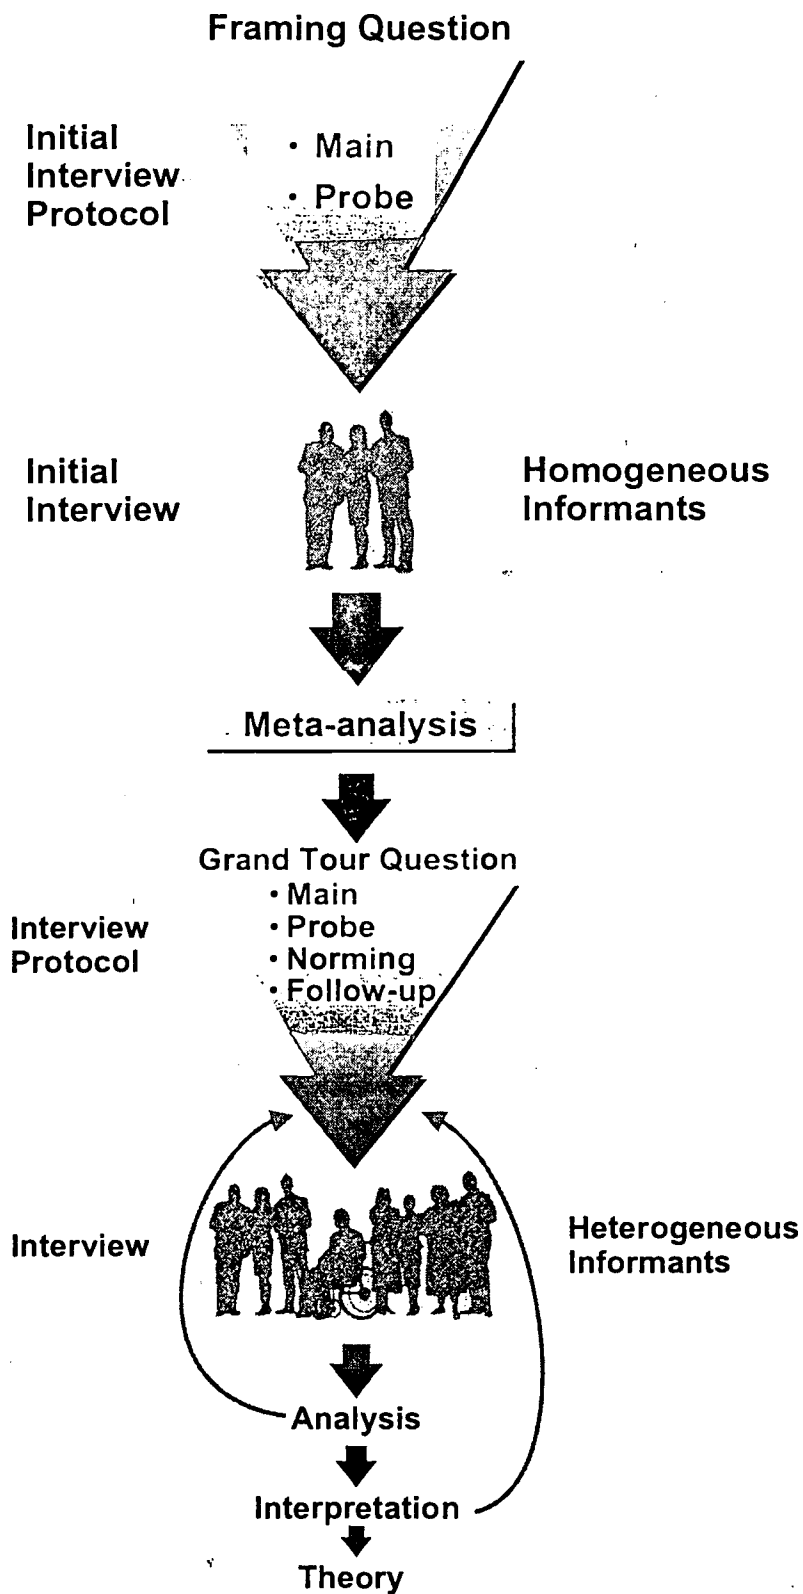 Framing Question
Initial
Interview
Protocol
• Main
• Probe
Initial
Interview
Homogeneous
Informants
Meta-analysis
Grand Tour Question
• Main
• Probe
• Norming
• Follow-up
Interview
Protocol
Interview
Heterogeneous
Informants
Analysis
Interpretation
Theory